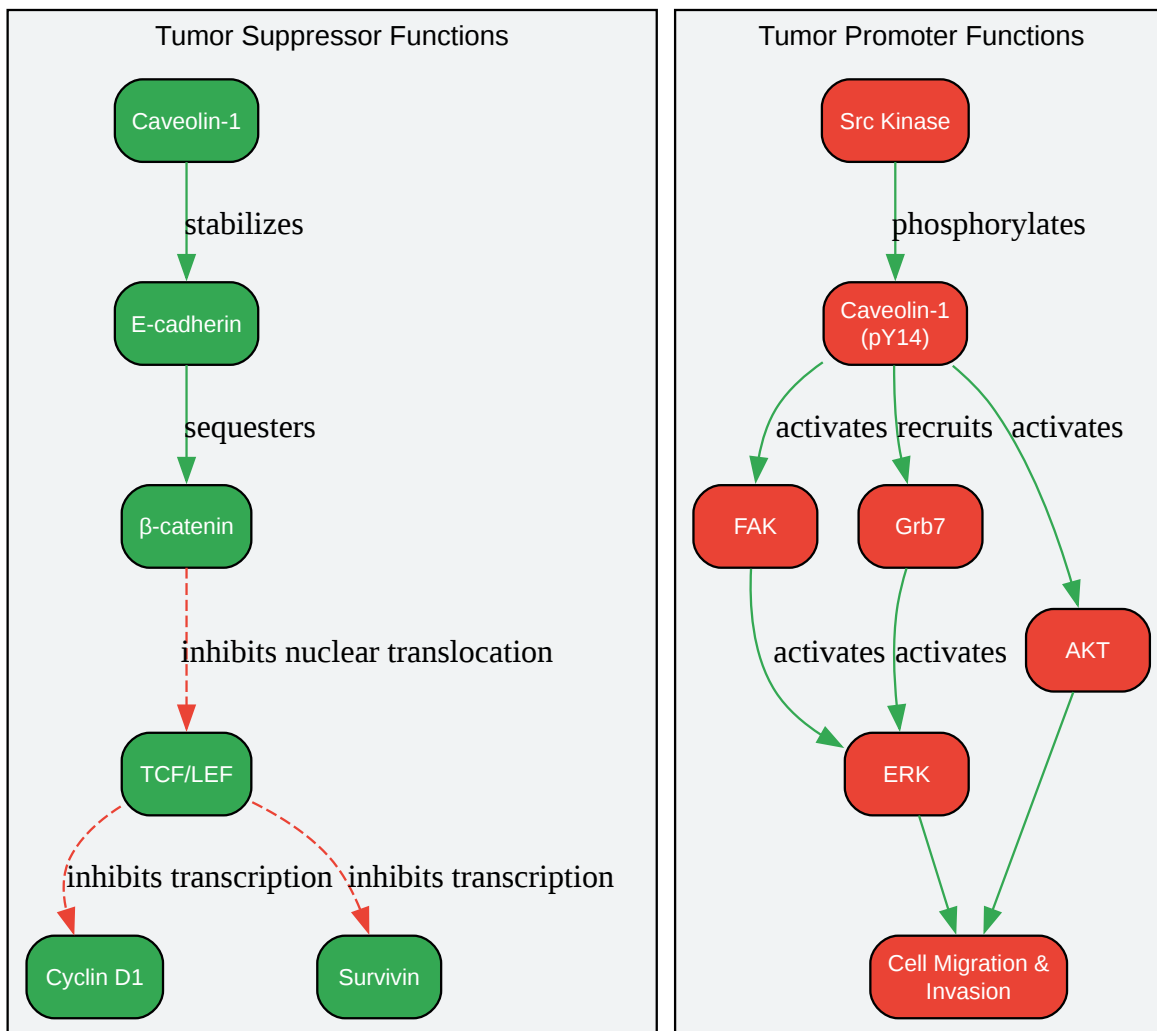 Tumor Suppressor Functions
Caveolin-1
stabilizes
E-cadherin
sequesters
β-catenin
inhibits nuclear translocation
TCF/LEF
inhibits transcription
inhibits transcription
Cyclin D1
Survivin
Tumor Promoter Functions
Src Kinase
phosphorylates
Caveolin-1
(pY14)
activates
recruits
activates
FAK
Grb7
activates
activates
AKT
ERK
Cell Migration &
Invasion